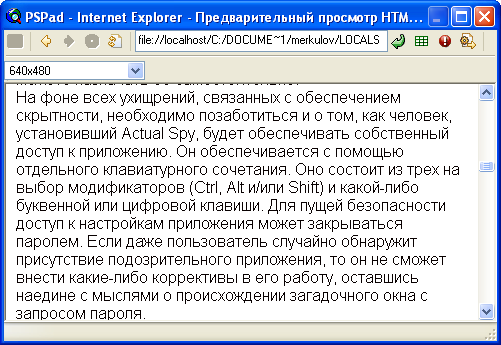 PSPad - Internet Explorer - Предварительный просмотр HTM...
file://localhost/C:/DOCUME~1/merkulov/LOCALS
640x480
На фоне всех ухищрений, связанных с обеспечением
скрытности, необходимо позаботиться и о том, как человек,
установивший Actual Spy, будет обеспечивать собственный
доступ к приложению. Он обеспечивается с помощью
отдельного клавиатурного сочетания. Оно состоит из трех на
выбор модификаторов (Ctrl, Alt и/или Shift) и какой-либо
буквенной или цифровой клавиши. Для пущей безопасности
доступ к настройкам приложения может закрываться
паролем. Если даже пользователь случайно обнаружит
присутствие подозрительного приложения, то он не сможет
внести какие-либо коррективы в его работу, оставшись
наедине с мыслями о происхождении загадочного окна с
запросом пароля.